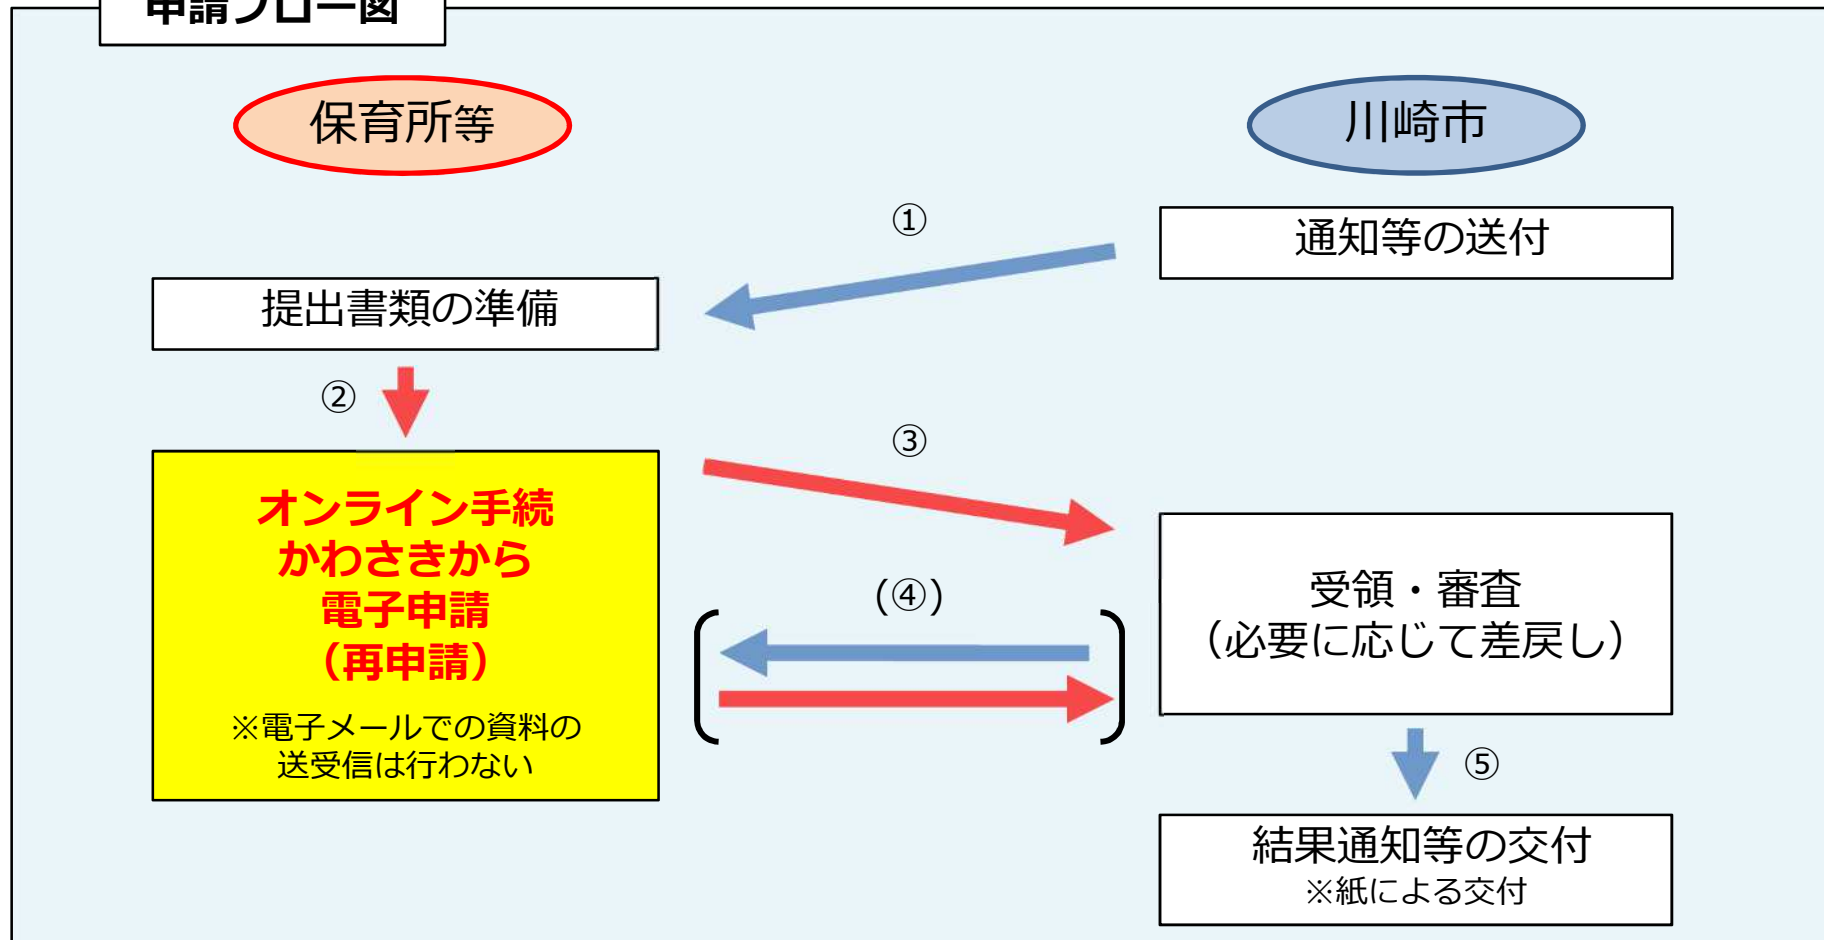 申請フロー図
保育所等
川崎市
①
通知等の送付
提出書類の準備
②
③
オンライン手続
かわさきから
電子申請
（再申請）
※電子メールでの資料の
送受信は行わない
(④)
受領・審査
（必要に応じて差戻し）
⑤
結果通知等の交付
※紙による交付